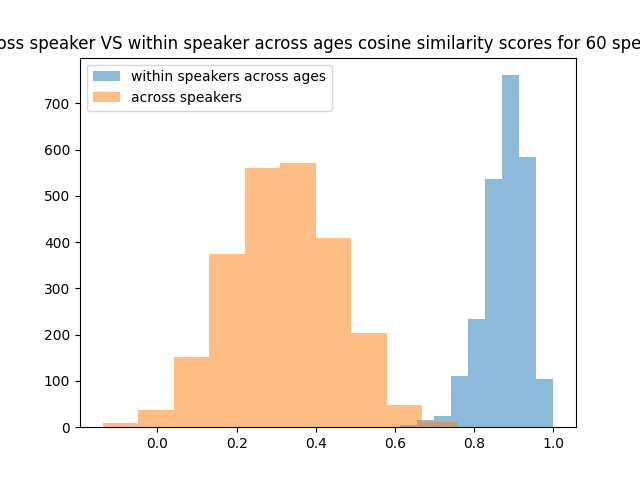 oss speaker VS within speaker across ages cosine similarity scores for 60 spe
within speakers across ages
across speakers
700
600
500
400
300
200
100
0
0.0 0.2 0.4 0.6 0.8 1.0